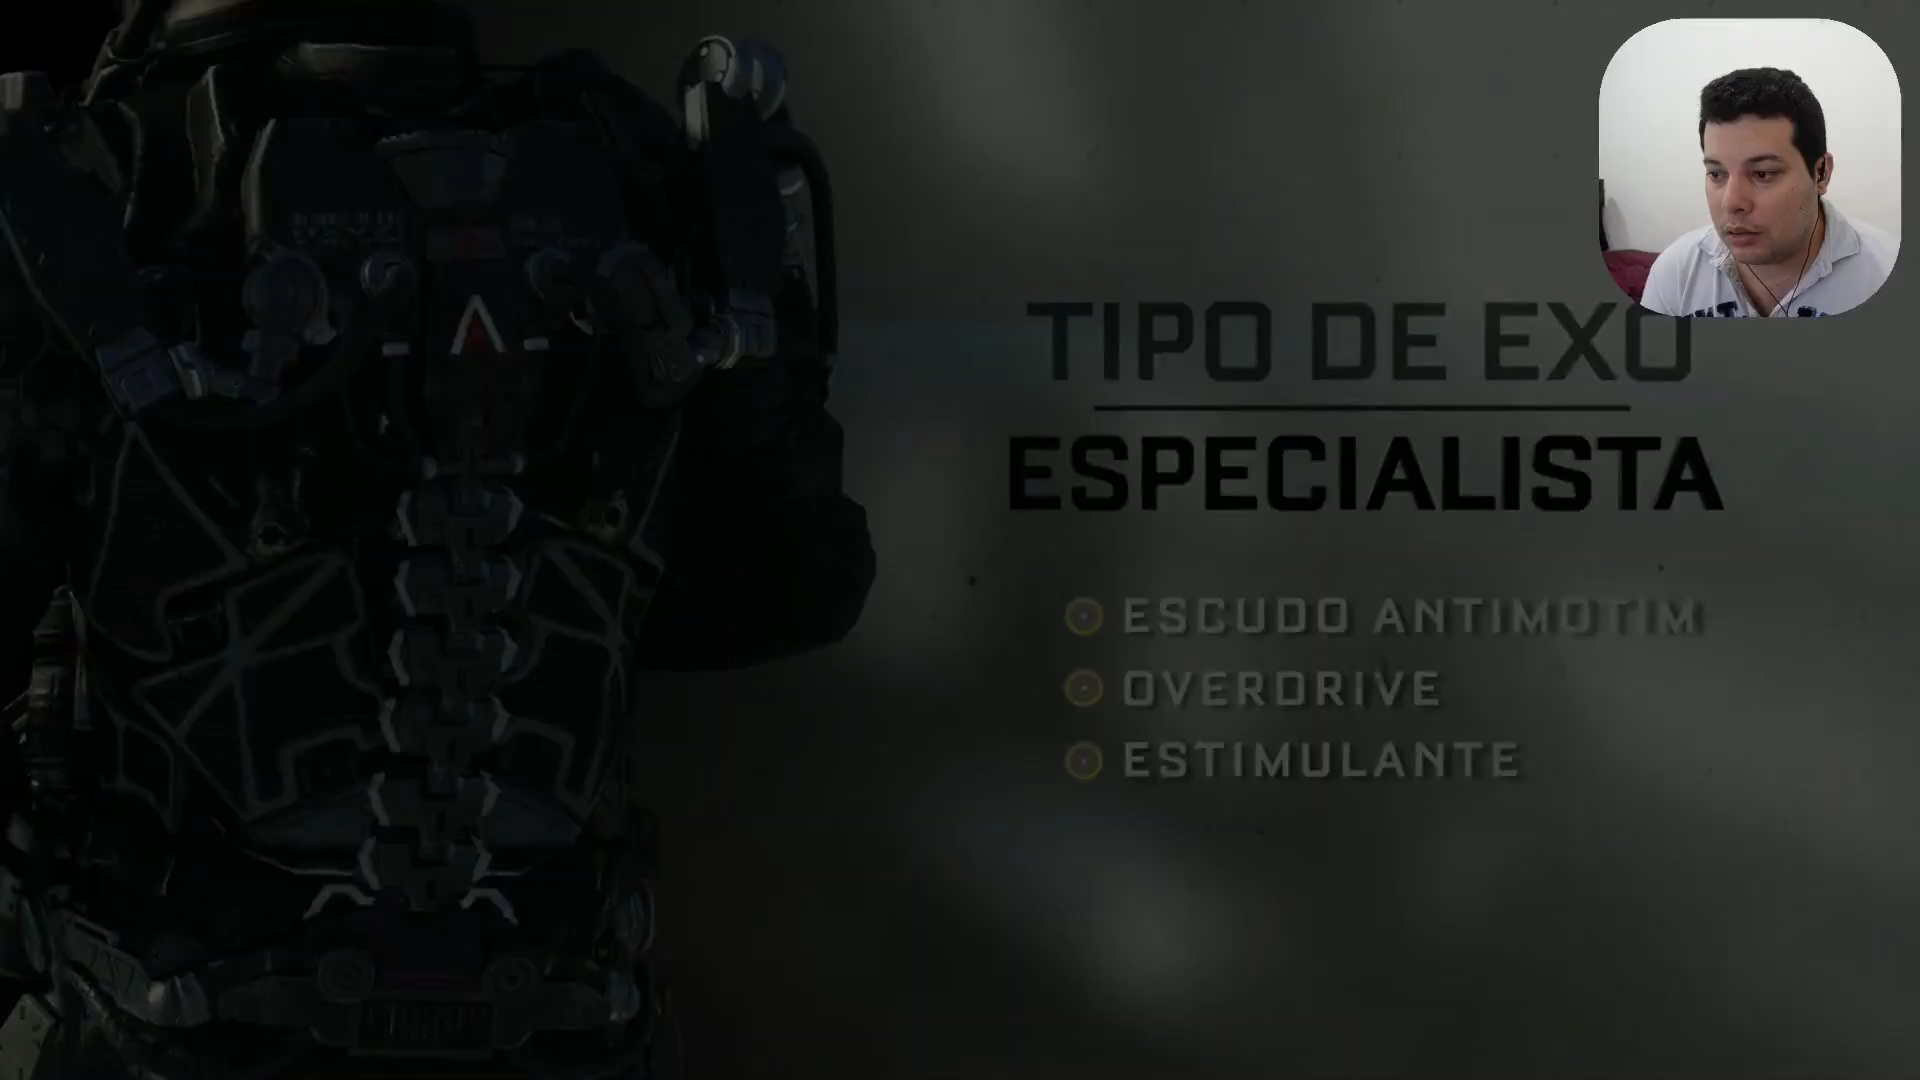 TIPO DE EXO
ESPECIALISTA
ESCUDO ANTIMOTIM
OVERDRIVE
ESTIMULANTE